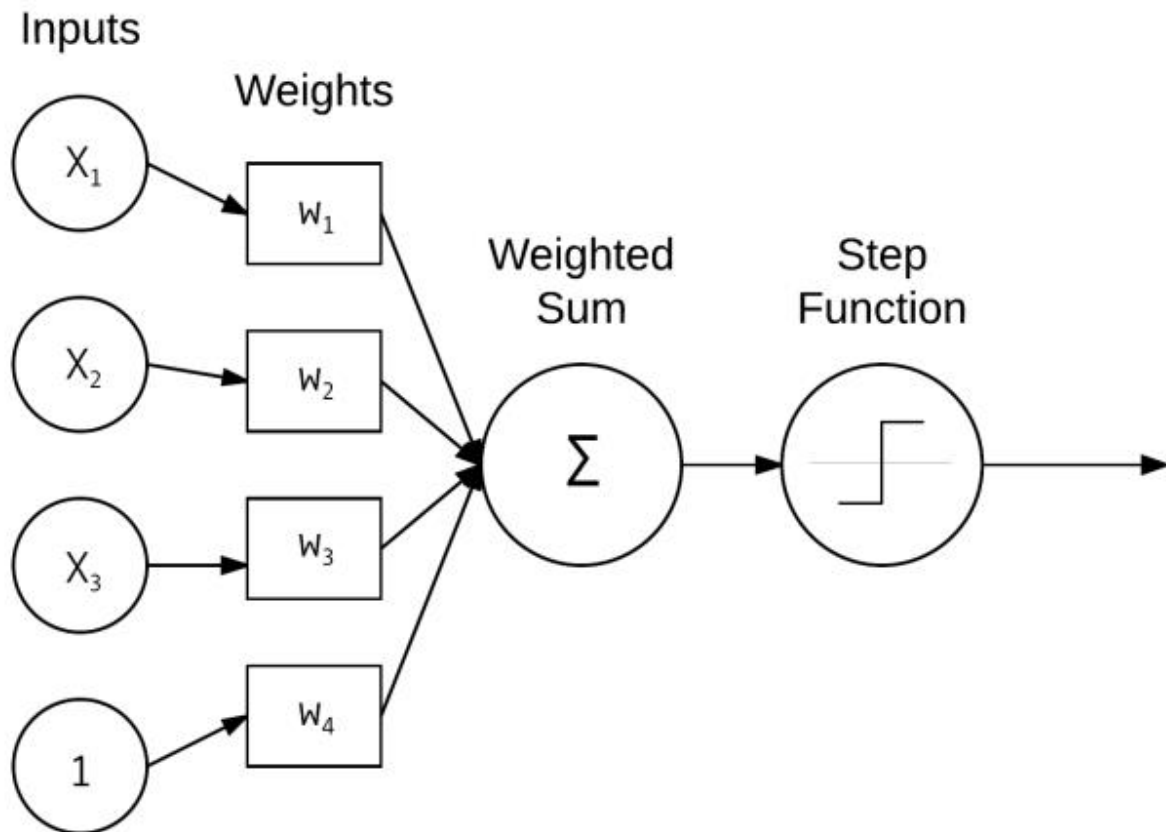 Inputs
Weights
X₁
w₁
Weighted
Sum
Step
Function
X₂
w₂
Σ
X₃
w₃
1
w₄